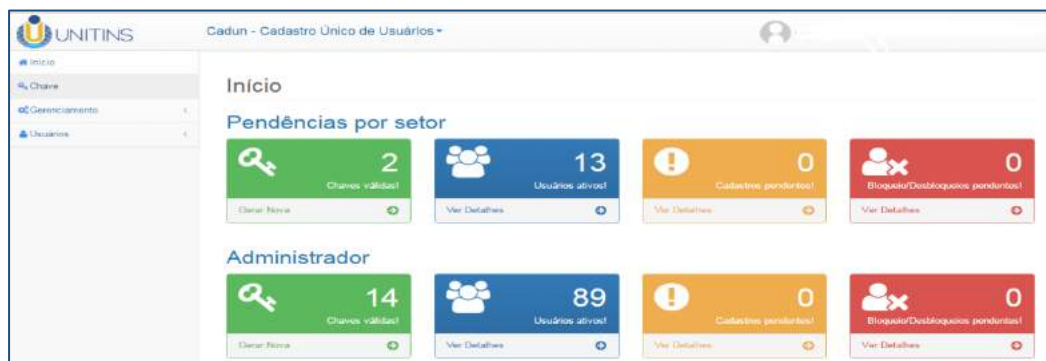 UNITINS
Cadun - Cadastro Único de Usuários
Início
Chave
Gerenciamento
Usuários
Início
Pendências por setor
2
Chaves válidas!
Gerar Nova
13
Usuários ativos!
Ver Detalhes
0
Cadastros pendentes!
Ver Detalhes
0
Bloqueio/Desbloqueios pendentes!
Ver Detalhes
Administrador
14
Chaves válidas!
Gerar Nova
89
Usuários ativos!
Ver Detalhes
0
Cadastros pendentes!
Ver Detalhes
0
Bloqueio/Desbloqueios pendentes!
Ver Detalhes